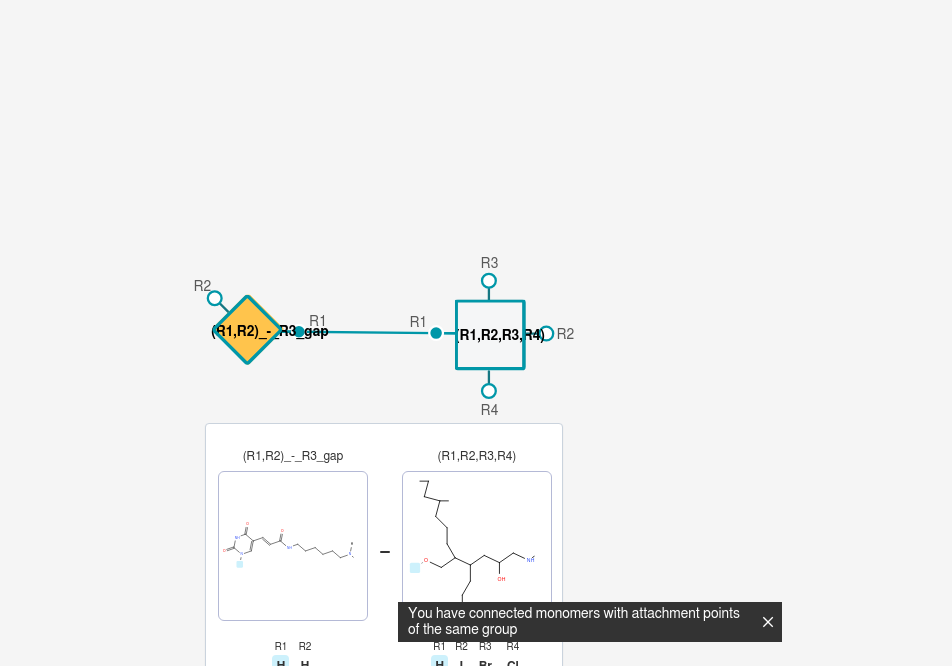 R3
R2
(R1,R2)_-_R3_gap
R1
R1
(R1,R2,R3,R4)
R2
R4
(R1,R2)_-_R3_gap
(R1,R2,R3,R4)
O
O
O
OH
You have connected monomers with attachment points
of the same group
R1 R2
R1 R2 R3 R4
H H
H I Br Cl